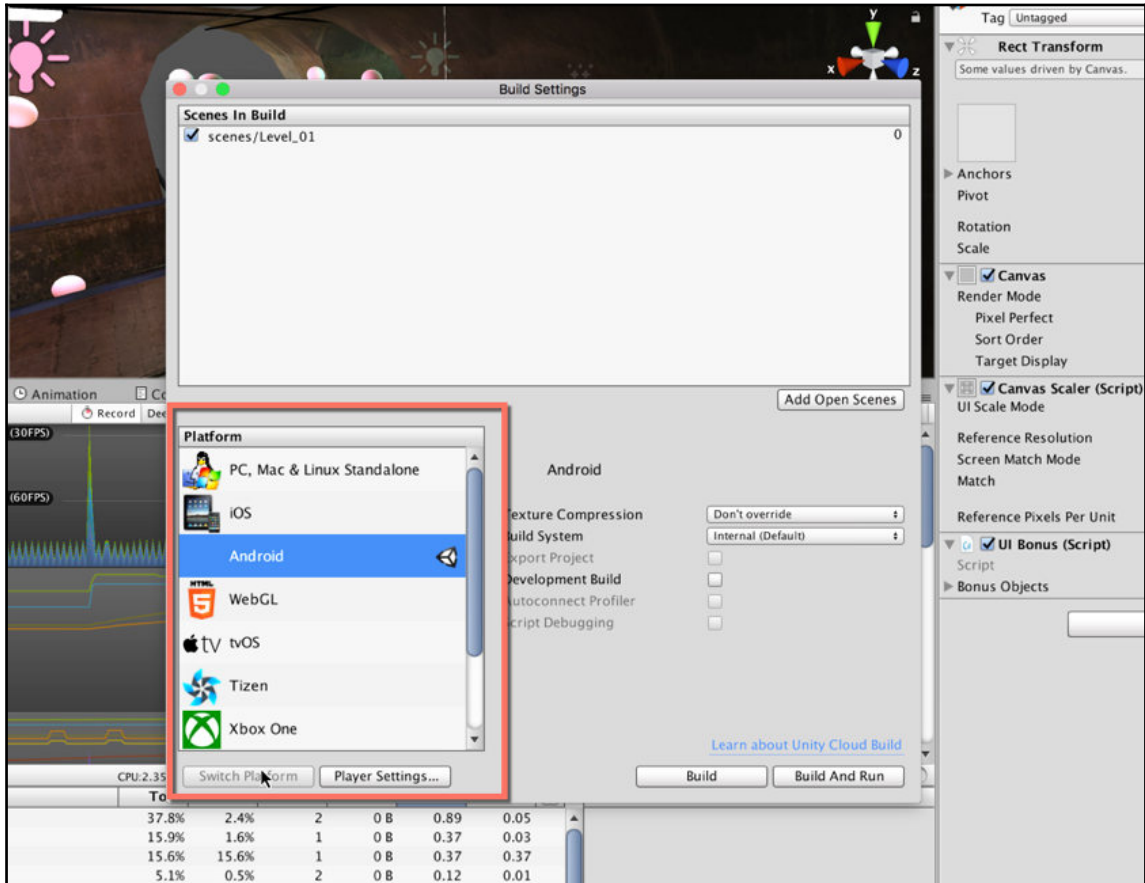 y
x
z
Tag Untagged
Rect Transform
Some values driven by Canvas.
Build Settings
Scenes In Build
scenes/Level_01 0
Anchors
Pivot
Rotation
Scale
Canvas
Render Mode
Pixel Perfect
Sort Order
Target Display
Canvas Scaler (Script)
UI Scale Mode
Reference Resolution
Screen Match Mode
Match
Reference Pixels Per Unit
UI Bonus (Script)
Script
Bonus Objects
Add Open Scenes
Animation
Record
(30FPS)
(60FPS)
Platform
PC, Mac & Linux Standalone
iOS
Android
HTML
5
WebGL
tv tvOS
Tizen
Xbox One
Android
Texture Compression Don't override
Build System Internal (Default)
Export Project
Development Build
Autoconnect Profiler
Script Debugging
Learn about Unity Cloud Build
Switch Platform Player Settings... Build Build And Run
CPU:2.35
To
37.8% 2.4% 2 0 B 0.89 0.05
15.9% 1.6% 1 0 B 0.37 0.03
15.6% 15.6% 1 0 B 0.37 0.37
5.1% 0.5% 2 0 B 0.12 0.01